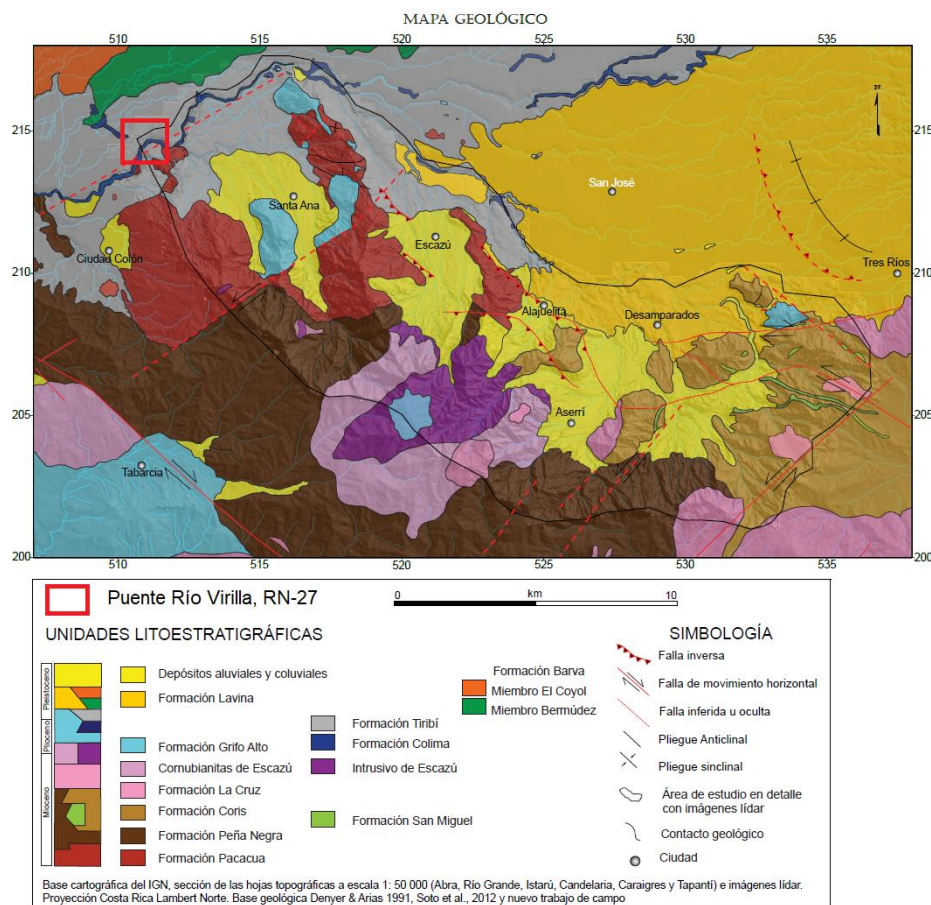 MAPA GEOLÓGICO
510 515 520 525 530 535
215 215
San José
Santa Ana
Escazú
Ciudad Colón
Tres Ríos
210 210
Alajuelita
Desamparados
205 205
Aserrí
Tabarcia
200 200
510 515 520 525 530 535
Puente Río Virilla, RN-27
0 km 10
UNIDADES LITOESTRATIGRÁFICAS
Pleistoceno
Plioceno
Mioceno
Depósitos aluviales y coluviales
Formación Lavina
Formación Grifo Alto
Cornubianitas de Escazú
Formación La Cruz
Formación Coris
Formación Peña Negra
Formación Pacacua
Formación Tiribí
Formación Colima
Intrusivo de Escazú
Formación San Miguel
Formación Barva
Miembro El Coyol
Miembro Bermúdez
SIMBOLOGÍA
Falla inversa
Falla de movimiento horizontal
Falla inferida u oculta
Pliegue Anticlinal
Pliegue sinclinal
Área de estudio en detalle
con imágenes lídar
Contacto geológico
Ciudad
Base cartográfica del IGN, sección de las hojas topográficas a escala 1: 50 000 (Abra, Río Grande, Istarú, Candelaria, Caraigres y Tapantí) e imágenes lídar.
Proyección Costa Rica Lambert Norte. Base geológica Denyer & Arias 1991, Soto et al., 2012 y nuevo trabajo de campo